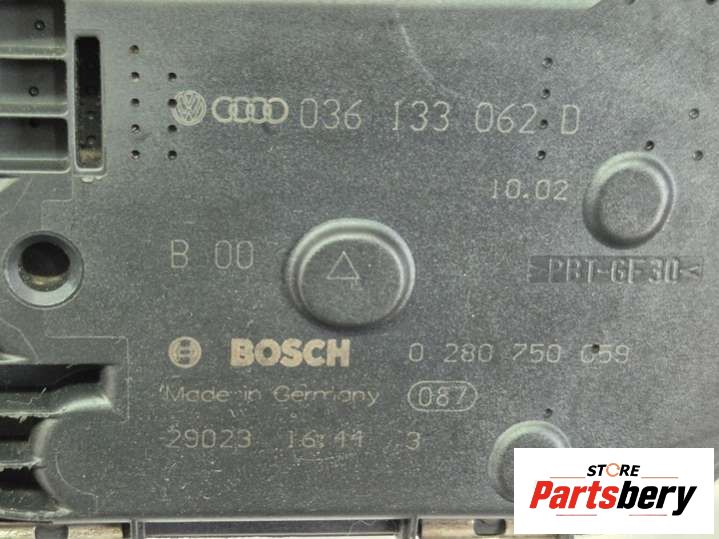 036 133 062 D
10.02
B 00
>PBT-GF30<
BOSCH 0 280 750 059
Made in Germany 087
29023 16:44 3
STORE
Partsbery